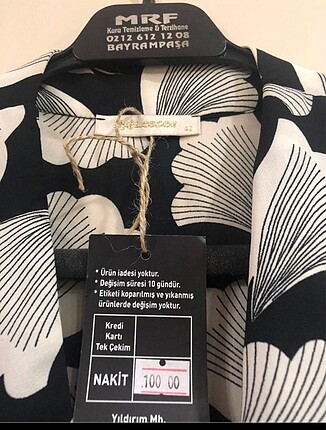 MRF
Kuru Temizleme & Terzihane
0212 612 12 08
BAYRAMPAŞA
42
* Ürün iadesi yoktur.
* Değişim süresi 10 gündür.
* Etiketi koparılmış ve yıkanmış
ürünlerde değişim yoktur.
Kredi
Kartı
Tek Çekim
NAKİT
100 00
Yıldırım Mh.